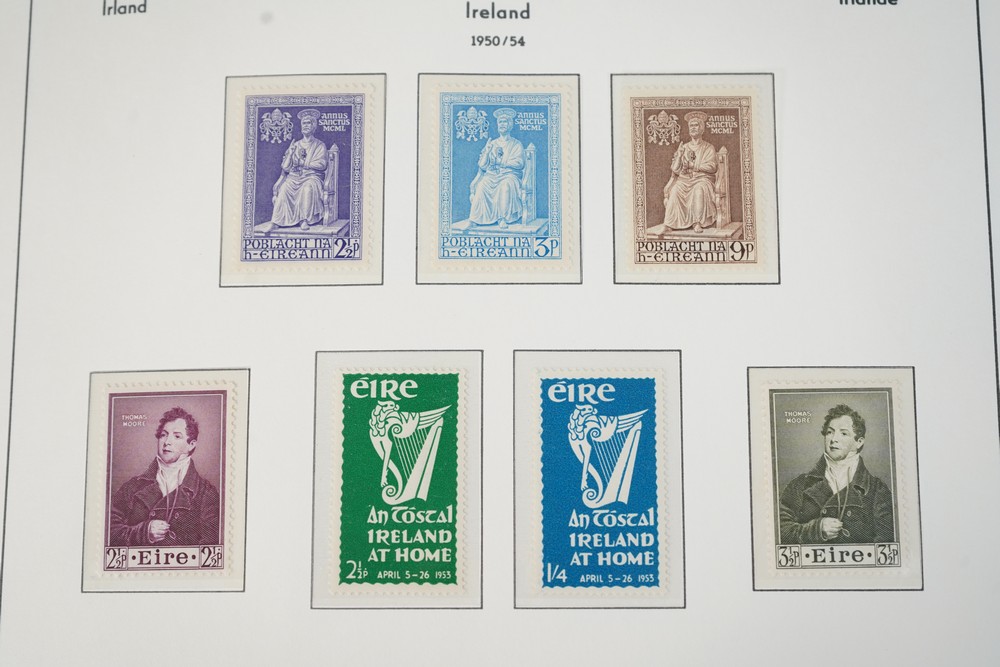 Irland
Ireland
Irlande
1950/54
ANNUS
SANCTUS
MCML
POBLACHT NA
h-EIREANN 2½p
ANNUS
SANCTUS
MCML
POBLACHT NA
h-EIREANN 3p
ANNUS
SANCTUS
MCML
POBLACHT NA
h-EIREANN 9p
THOMAS
MOORE
2½p ·Eire· 2½p
ÉIRE
An Tóstal
IRELAND
AT HOME
2½p APRIL 5-26 1953
ÉIRE
An Tóstal
IRELAND
AT HOME
1/4 APRIL 5-26 1953
THOMAS
MOORE
3½p ·Eire· 3½p